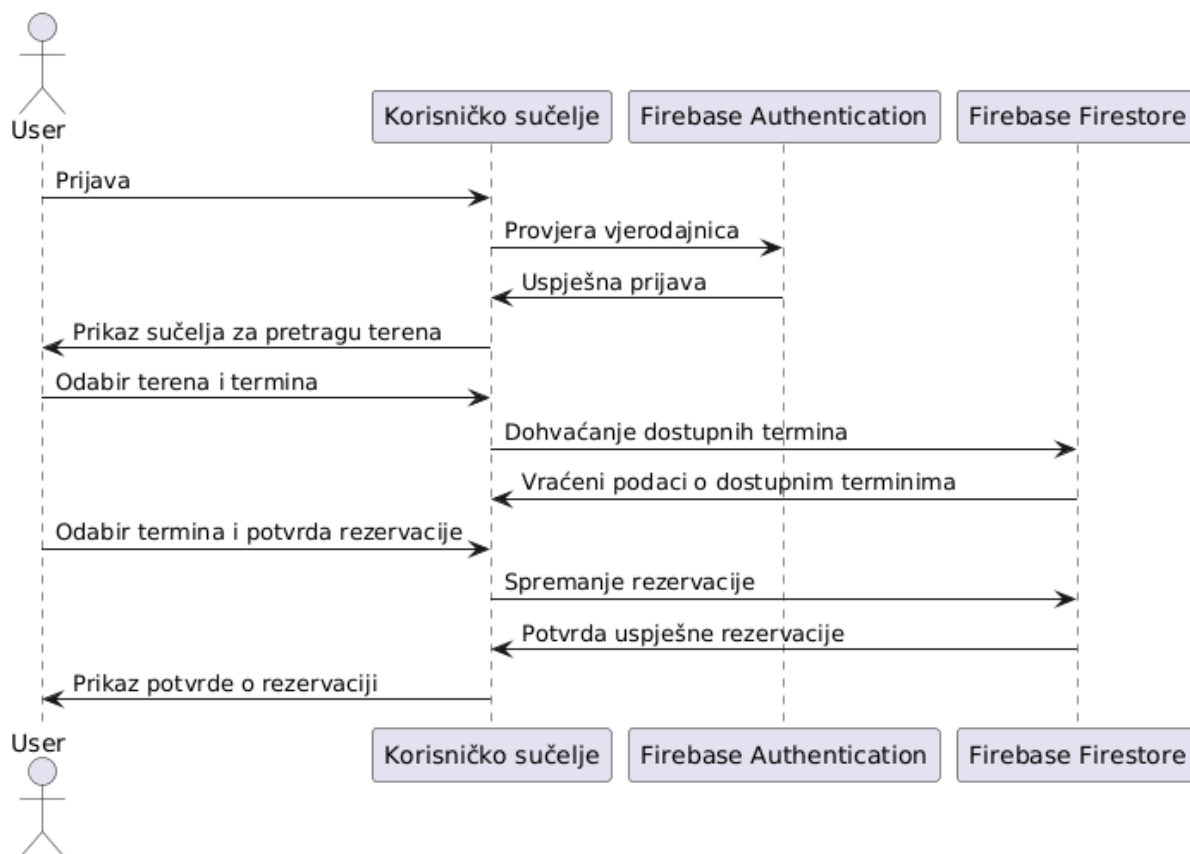 User
Korisničko sučelje
Firebase Authentication
Firebase Firestore
Prijava
Provjera vjerodajnica
Uspješna prijava
Prikaz sučelja za pretragu terena
Odabir terena i termina
Dohvaćanje dostupnih termina
Vraćeni podaci o dostupnim terminima
Odabir termina i potvrda rezervacije
Spremanje rezervacije
Potvrda uspješne rezervacije
Prikaz potvrde o rezervaciji
User
Korisničko sučelje
Firebase Authentication
Firebase Firestore